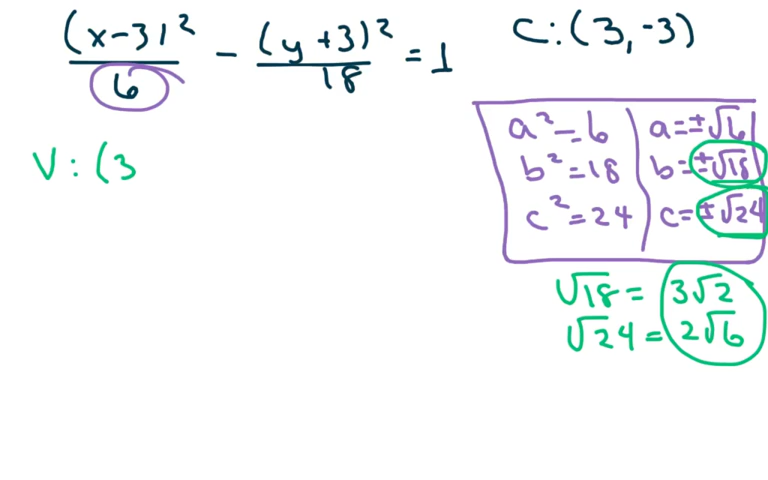 (x-3)²/6 - (y+3)²/18 = 1
C:(3,-3)
a²=6 a=±√6
b²=18 b=±√18
c²=24 c=±√24
V:(3
√18 = 3√2
√24 = 2√6